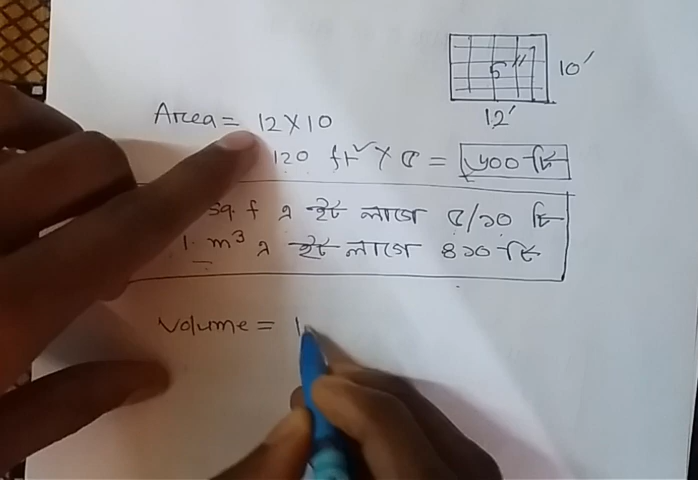 5"
10'
12'
Area = 12 X 10
120 ft² X ৫ = ৬০০ টি
sq. f এ ইট লাগে ৫/১০ টি
1 m³ এ ইট লাগে ৪১০ টি
Volume = 1